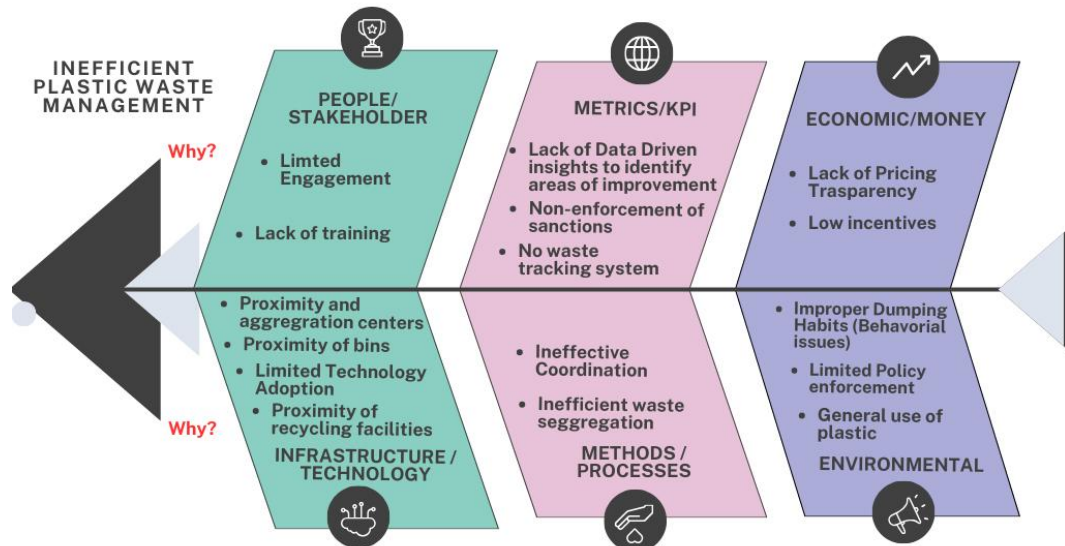 INEFFICIENT
PLASTIC WASTE
MANAGEMENT
Why?
PEOPLE/
STAKEHOLDER
• Limted
Engagement
• Lack of training
METRICS/KPI
• Lack of Data Driven
insights to identify
areas of improvement
• Non-enforcement of
sanctions
• No waste
tracking system
ECONOMIC/MONEY
• Lack of Pricing
Trasparency
• Low incentives
Why?
• Proximity and
aggregration centers
• Proximity of bins
• Limited Technology
Adoption
• Proximity of
recycling facilities
INFRASTRUCTURE /
TECHNOLOGY
• Ineffective
Coordination
• Inefficient waste
seggregation
METHODS /
PROCESSES
• Improper Dumping
Habits (Behavorial
issues)
• Limited Policy
enforcement
• General use of
plastic
ENVIRONMENTAL